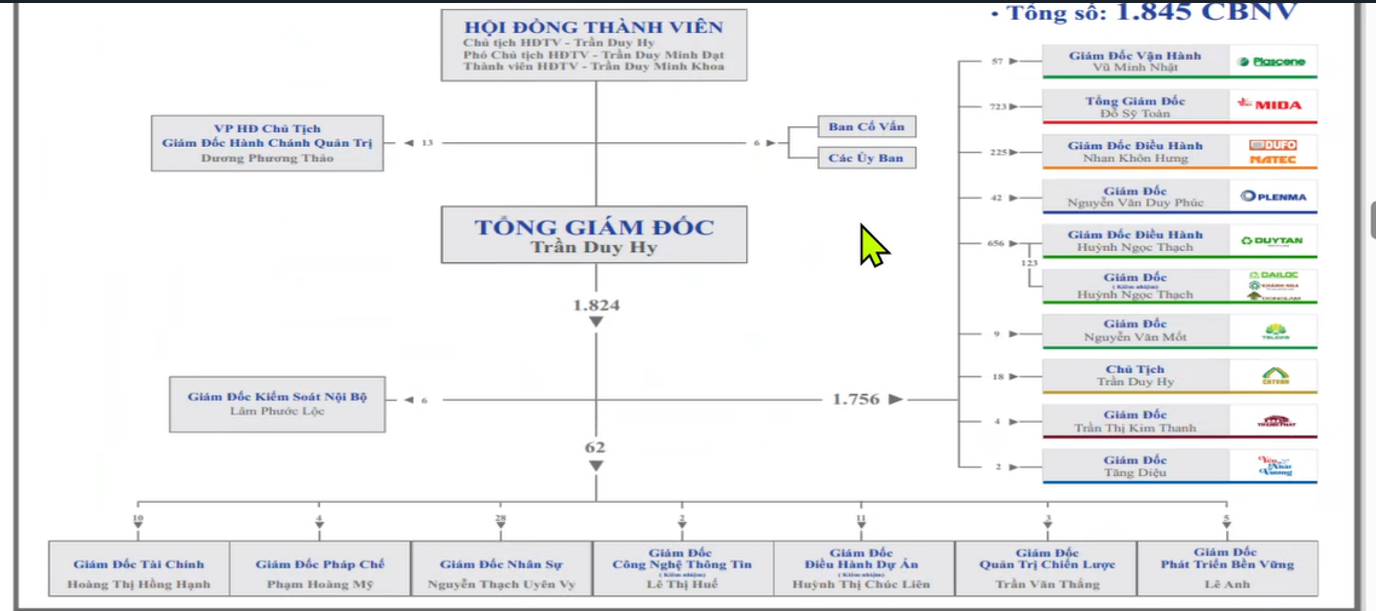 • Tổng số: 1.845 CBNV
HỘI ĐỒNG THÀNH VIÊN
Chủ tịch HĐTV - Trần Duy Hy
Phó Chủ tịch HĐTV - Trần Duy Minh Đạt
Thành viên HĐTV - Trần Duy Minh Khoa
VP HĐ Chủ Tịch
Giám Đốc Hành Chánh Quản Trị
Dương Phương Thảo
13
6
Ban Cố Vấn
Các Ủy Ban
TỔNG GIÁM ĐỐC
Trần Duy Hy
1.824
Giám Đốc Kiểm Soát Nội Bộ
Lâm Phước Lộc
6
1.756
62
57
Giám Đốc Vận Hành
Vũ Minh Nhật
Plascene
723
Tổng Giám Đốc
Đỗ Sỹ Toàn
MIDA
225
Giám Đốc Điều Hành
Nhan Khôn Hưng
DUFO
MATEC
42
Giám Đốc
Nguyễn Văn Duy Phúc
PLENMA
656
Giám Đốc Điều Hành
Huỳnh Ngọc Thạch
DUYTAN
123
Giám Đốc
( Kiêm nhiệm)
Huỳnh Ngọc Thạch
DAILOC
DONGLAM
9
Giám Đốc
Nguyễn Văn Mốt
18
Chủ Tịch
Trần Duy Hy
CATVAN
4
Giám Đốc
Trần Thị Kim Thanh
2
Giám Đốc
Tăng Diệu
10
Giám Đốc Tài Chính
Hoàng Thị Hồng Hạnh
4
Giám Đốc Pháp Chế
Phạm Hoàng Mỹ
28
Giám Đốc Nhân Sự
Nguyễn Thạch Uyên Vy
2
Giám Đốc
Công Nghệ Thông Tin
( Kiêm nhiệm)
Lê Thị Huế
11
Giám Đốc
Điều Hành Dự Án
( Kiêm nhiệm)
Huỳnh Thị Chúc Liên
3
Giám Đốc
Quản Trị Chiến Lược
Trần Văn Thắng
5
Giám Đốc
Phát Triển Bền Vững
Lê Anh